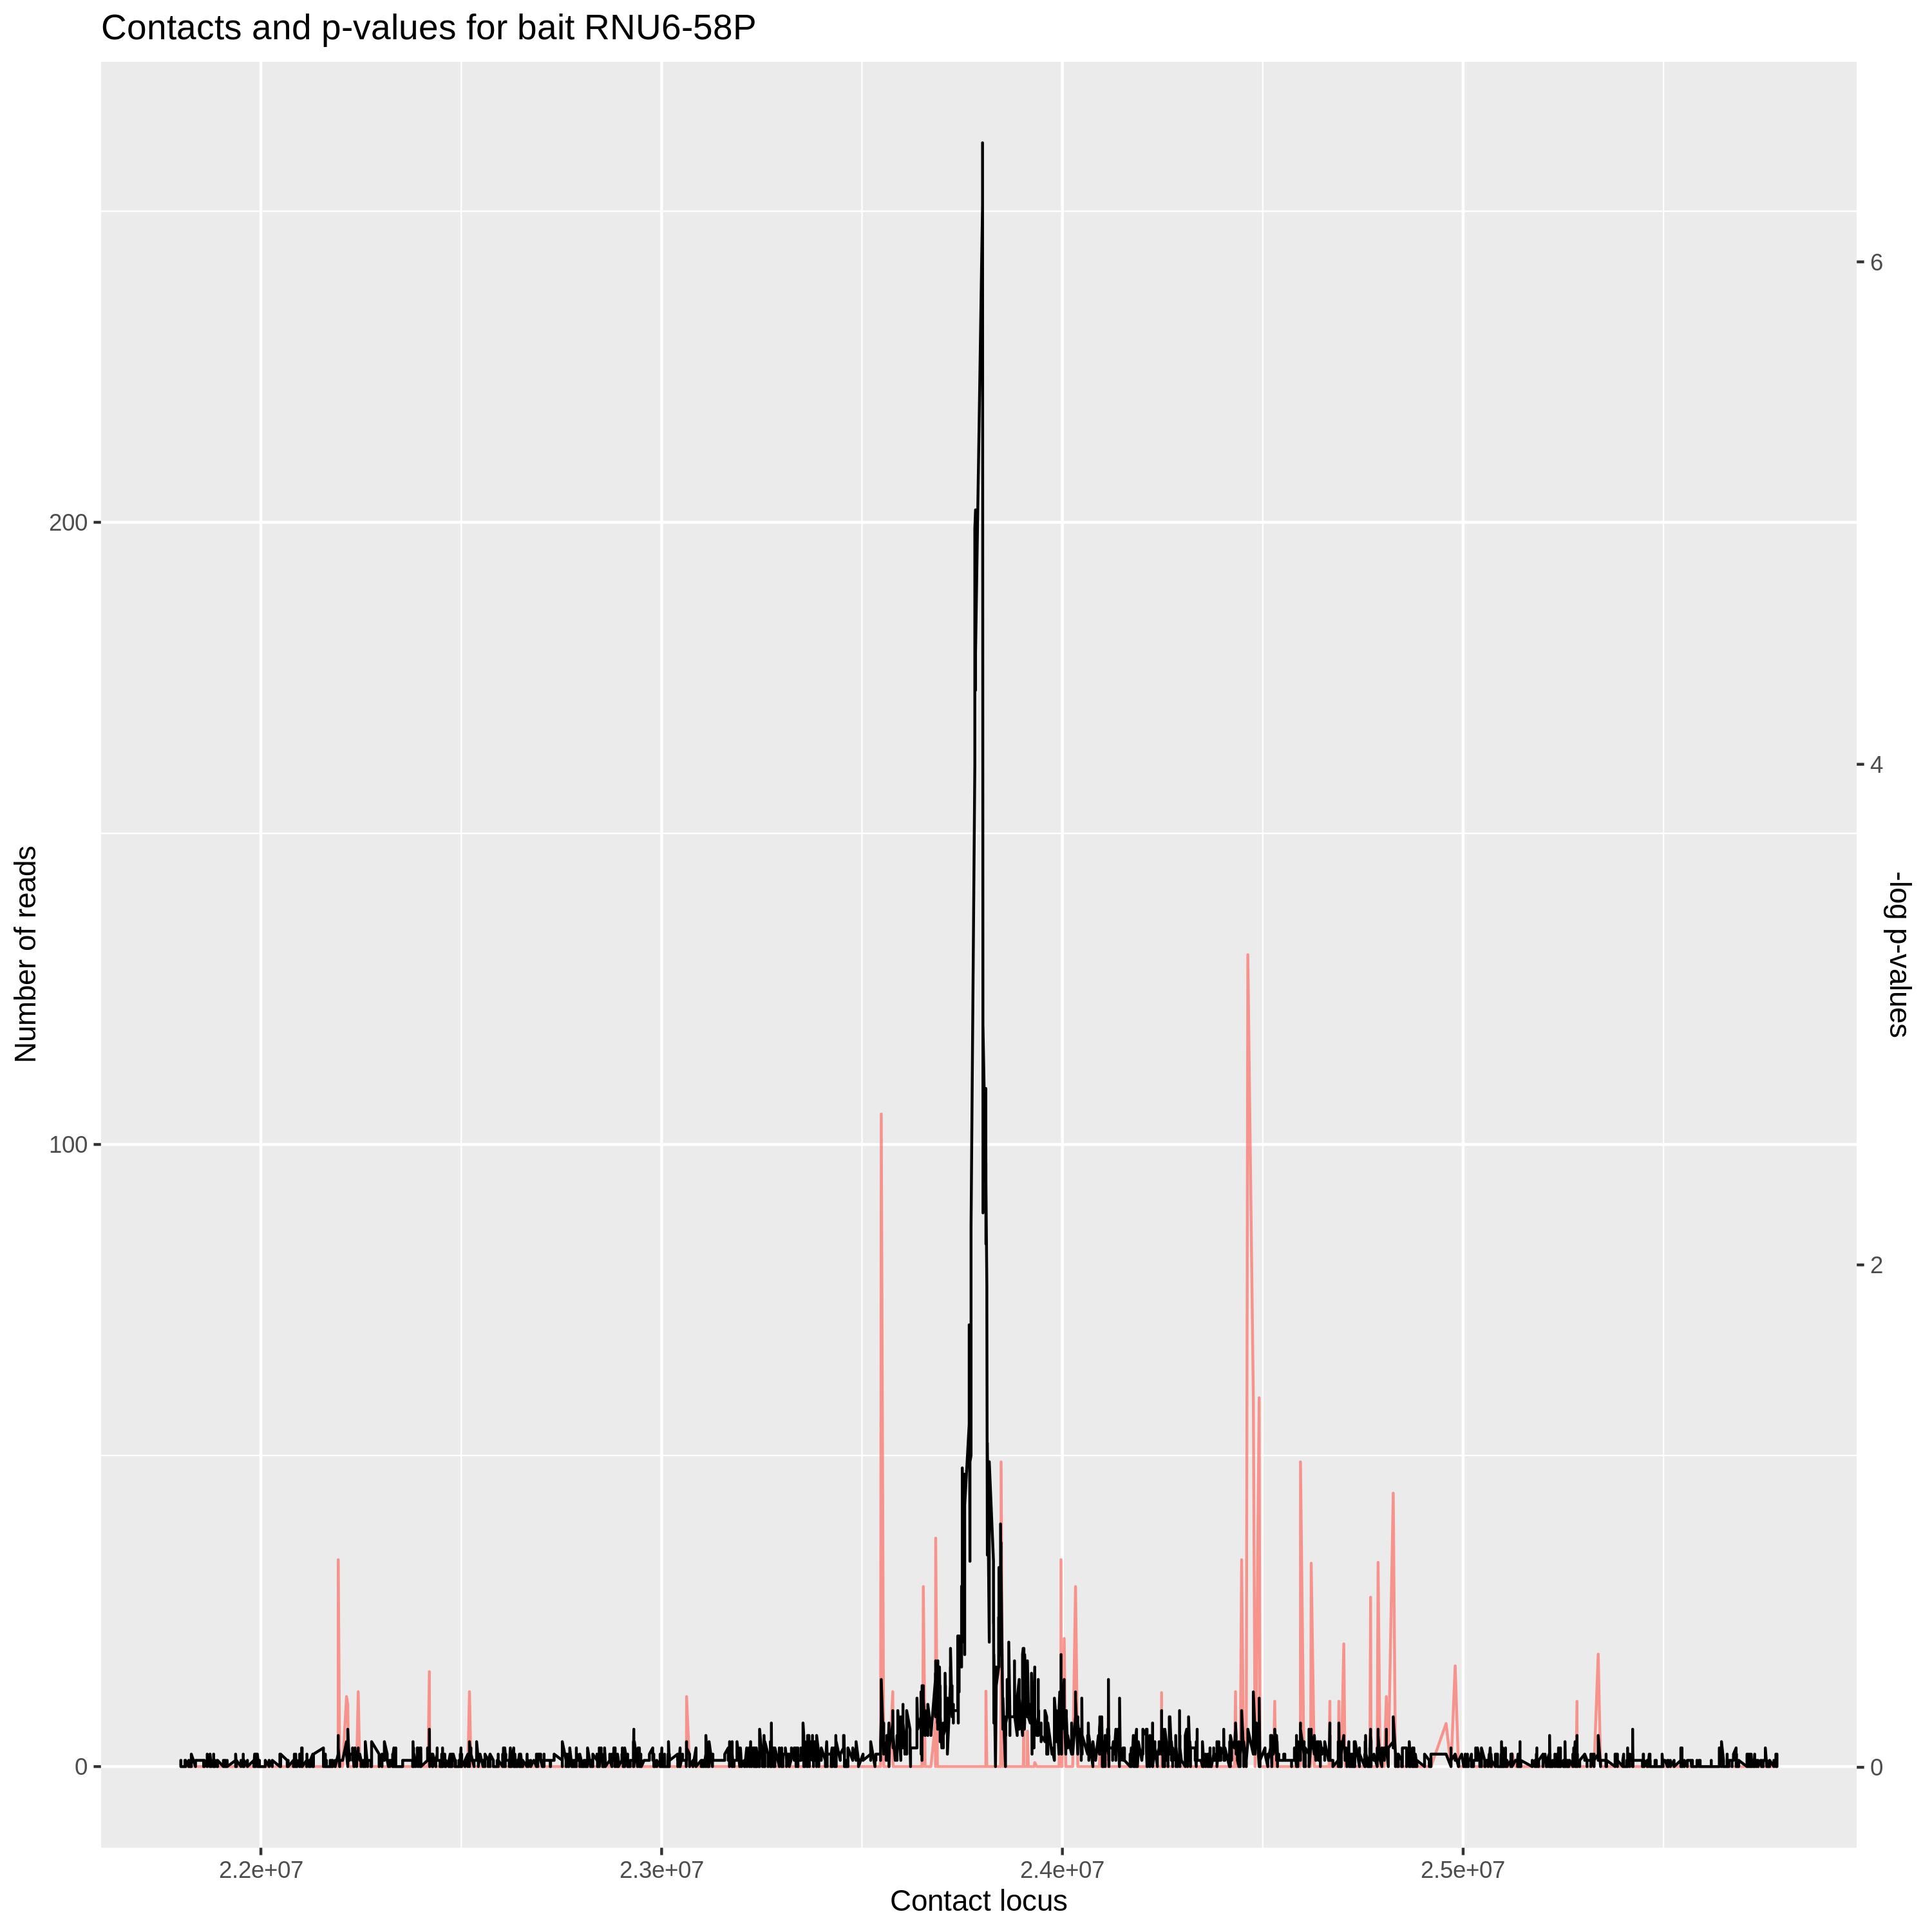 Contacts and p-values for bait RNU6-58P
Number of reads
200
100
0
6
4
2
0
-log p-values
2.2e+07
2.3e+07
2.4e+07
2.5e+07
Contact locus